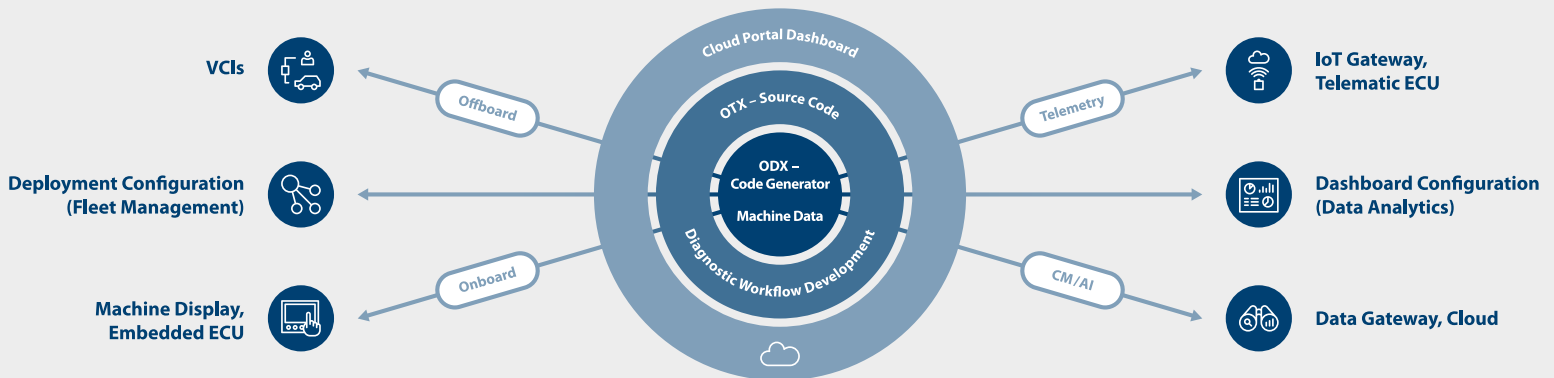 VCIs
Offboard
Deployment Configuration
(Fleet Management)
Onboard
Machine Display,
Embedded ECU
Cloud Portal Dashboard
OTX – Source Code
ODX –
Code Generator
Machine Data
Diagnostic Workflow Development
Telemetry
IoT Gateway,
Telematic ECU
Dashboard Configuration
(Data Analytics)
CM/AI
Data Gateway, Cloud